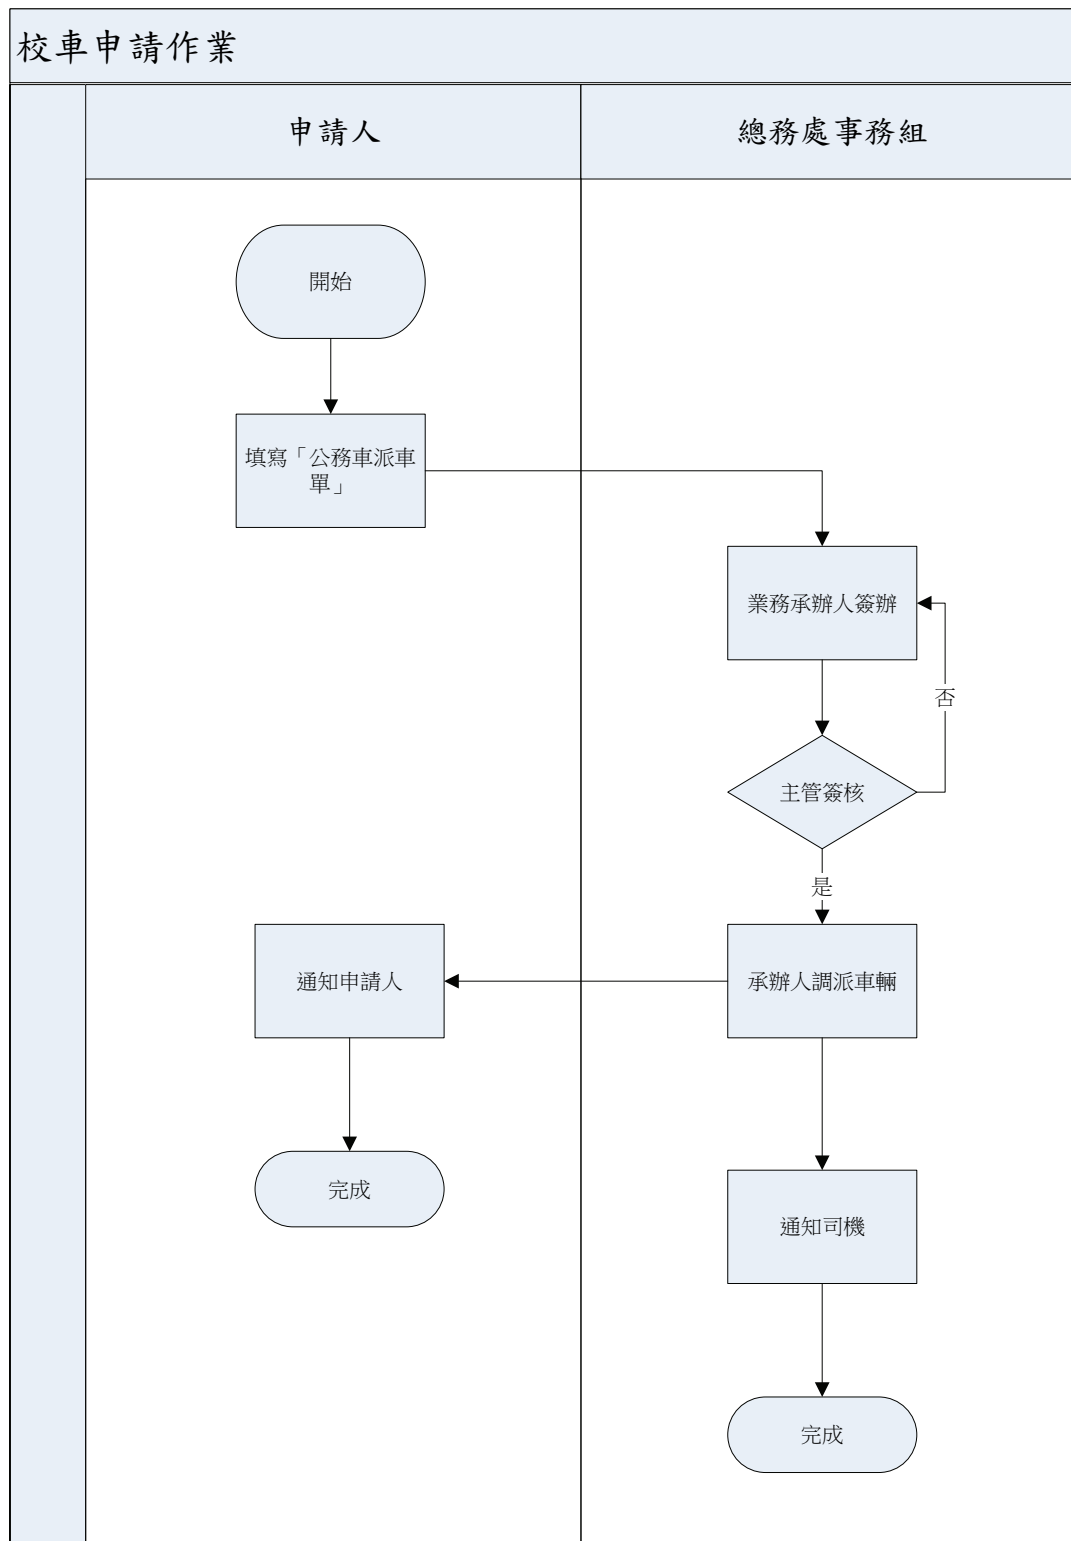 校車申請作業
申請人
總務處事務組
開始
填寫「公務車派車
單」
業務承辦人簽辦
否
主管簽核
是
通知申請人
承辦人調派車輛
完成
通知司機
完成